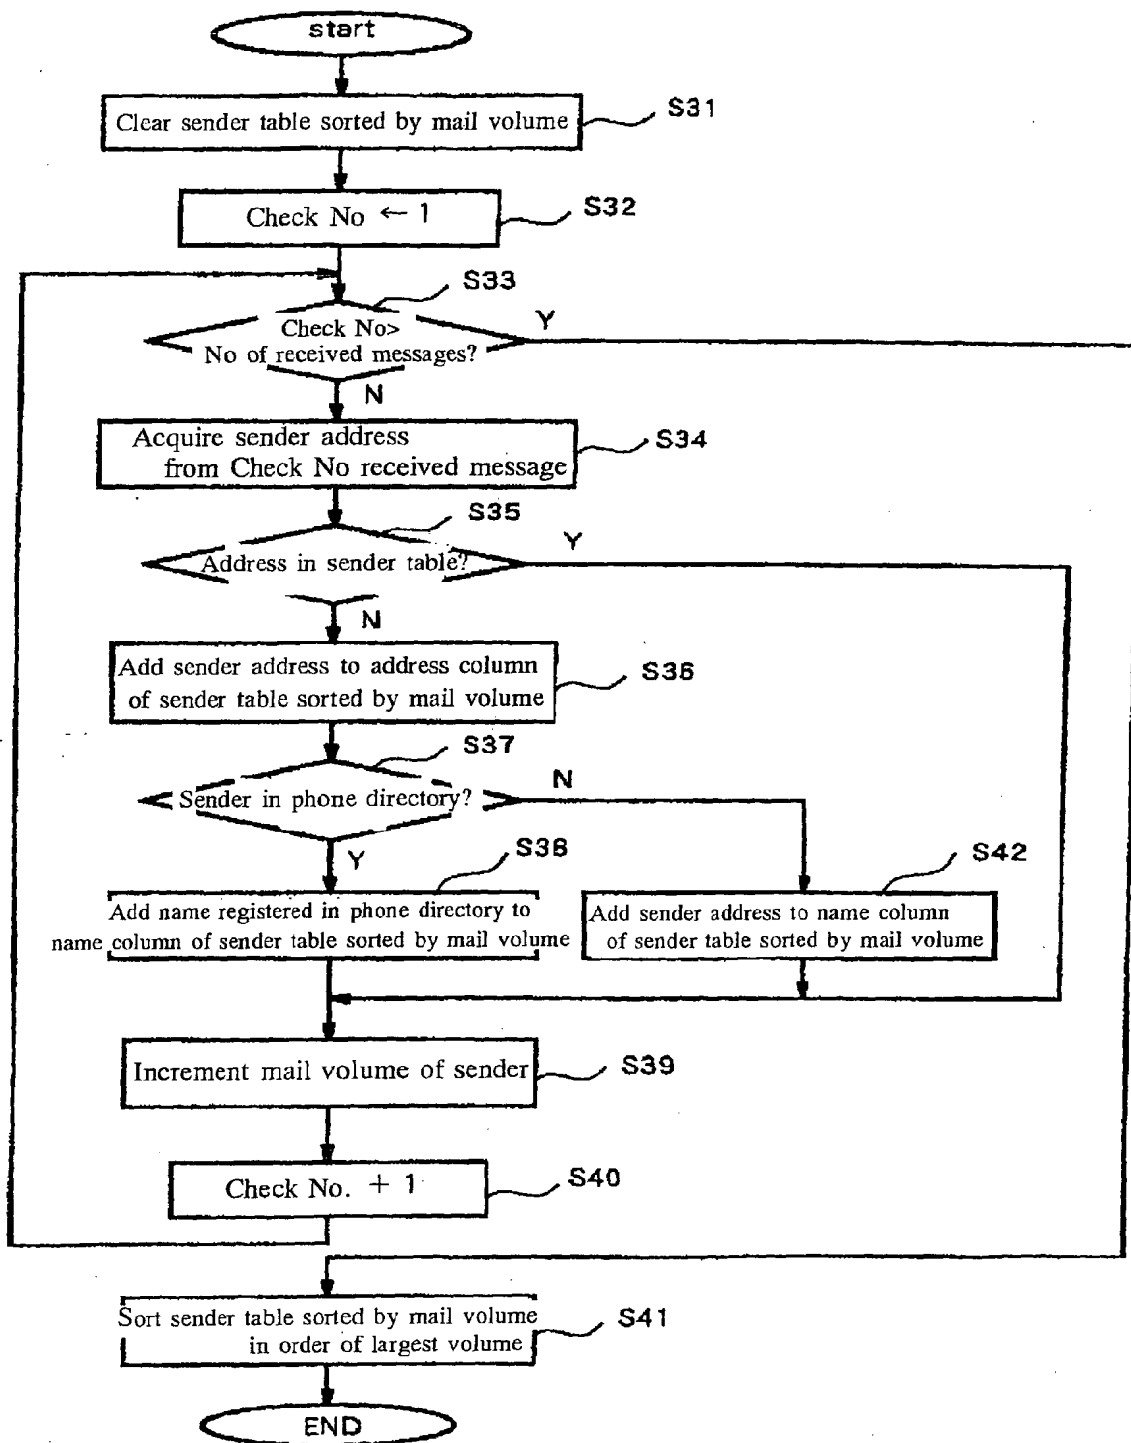 start
Clear sender table sorted by mail volume
S31
Check No ← 1
S32
S33
Check No>
No of received messages?
Y
N
Acquire sender address
from Check No received message
S34
S35
Address in sender table?
Y
N
Add sender address to address column
of sender table sorted by mail volume
S36
S37
Sender in phone directory?
N
Y
S38
Add name registered in phone directory to
name column of sender table sorted by mail volume
S42
Add sender address to name column
of sender table sorted by mail volume
Increment mail volume of sender
S39
Check No. + 1
S40
Sort sender table sorted by mail volume
in order of largest volume
S41
END